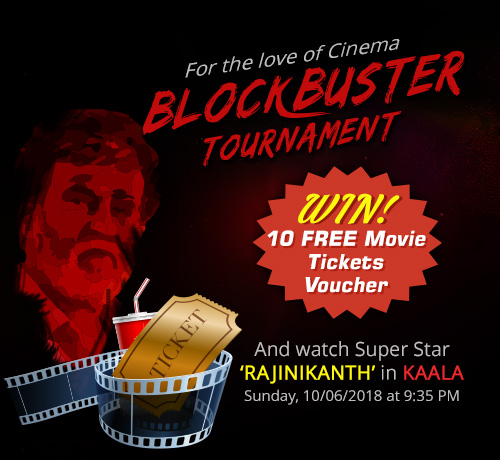 For the love of Cinema
BLOCKBUSTER
TOURNAMENT
WIN!
10 FREE Movie
Tickets
Voucher
TICKET
And watch Super Star
‘RAJINIKANTH’ in KAALA
Sunday, 10/06/2018 at 9:35 PM